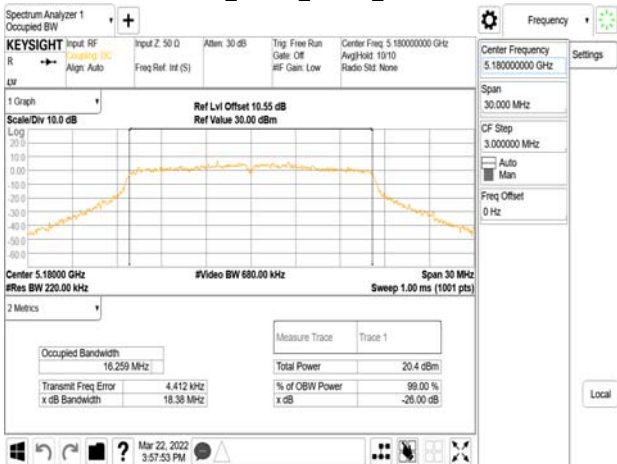 Spectrum Analyzer 1
Occupied BW
Frequency
KEYSIGHT
R
Input: RF
Coupling: DC
Align: Auto
Input Z: 50 Ω
Freq Ref: Int (S)
Atten: 30 dB
Trig: Free Run
Gate: Off
#IF Gain: Low
Center Freq: 5.180000000 GHz
Avg|Hold: 10/10
Radio Std: None
Center Frequency
5.180000000 GHz
Settings
Span
30.000 MHz
CF Step
3.000000 MHz
Auto
Man
Freq Offset
0 Hz
Local
1 Graph
Scale/Div 10.0 dB
Ref Lvl Offset 10.55 dB
Ref Value 30.00 dBm
Log
20.0
10.0
0.00
-10.0
-20.0
-30.0
-40.0
-50.0
-60.0
Center 5.18000 GHz
#Res BW 220.00 kHz
#Video BW 680.00 kHz
Span 30 MHz
Sweep 1.00 ms (1001 pts)
2 Metrics
Measure Trace
Trace 1
Occupied Bandwidth
16.259 MHz
Total Power
20.4 dBm
Transmit Freq Error
4.412 kHz
% of OBW Power
99.00 %
x dB Bandwidth
18.38 MHz
x dB
-26.00 dB
Mar 22, 2022
3:57:53 PM